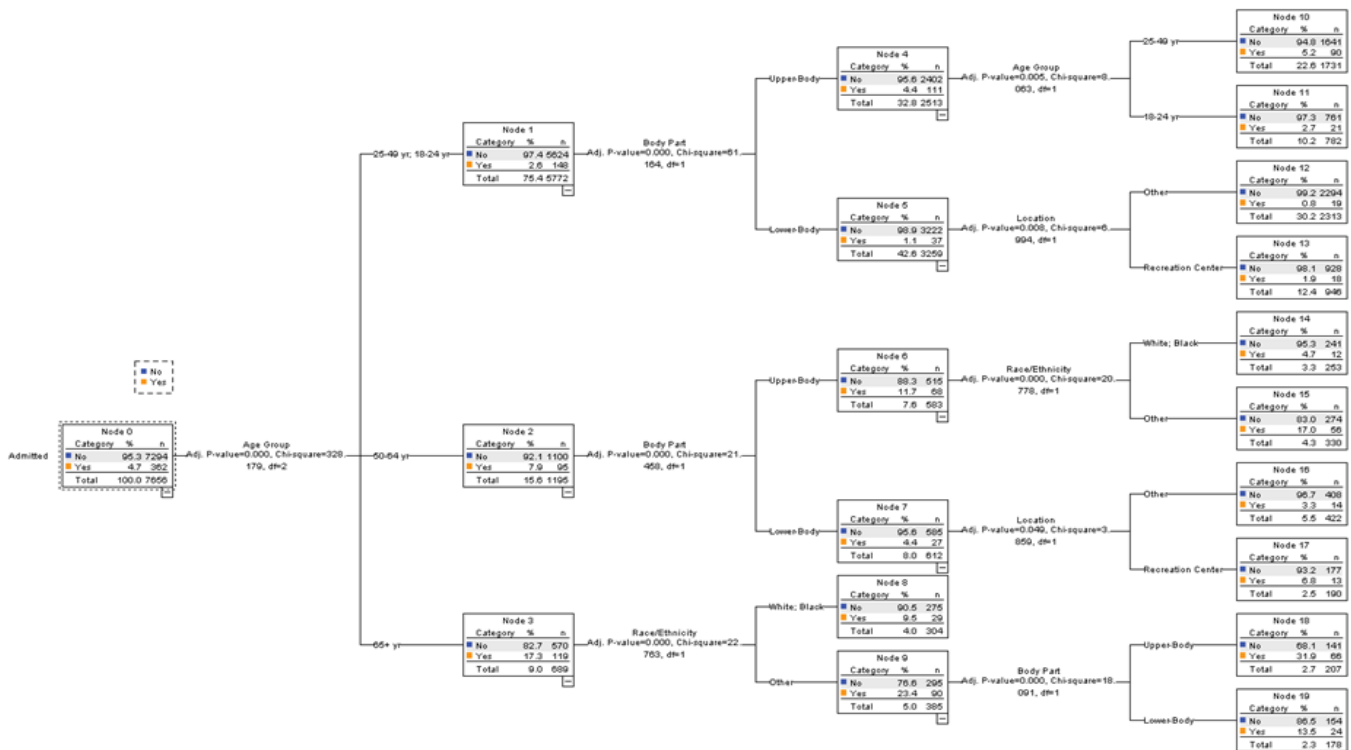 Admitted
No
Yes
Node 0
Category % n
No 95.3 7294
Yes 4.7 362
Total 100.0 7656
Age Group
Adj. P-value=0.000, Chi-square=328.
179, df=2
25-49 yr; 18-24 yr
Node 1
Category % n
No 97.4 5624
Yes 2.6 148
Total 75.4 5772
Body Part
Adj. P-value=0.000, Chi-square=61.
164, df=1
Upper Body
Node 4
Category % n
No 95.6 2402
Yes 4.4 111
Total 32.8 2513
Age Group
Adj. P-value=0.005, Chi-square=8.
063, df=1
25-49 yr
Node 10
Category % n
No 94.8 1641
Yes 5.2 90
Total 22.6 1731
18-24 yr
Node 11
Category % n
No 97.3 761
Yes 2.7 21
Total 10.2 782
Lower Body
Node 5
Category % n
No 98.9 3222
Yes 1.1 37
Total 42.6 3259
Location
Adj. P-value=0.008, Chi-square=6.
994, df=1
Other
Node 12
Category % n
No 99.2 2294
Yes 0.8 19
Total 30.2 2313
Recreation Center
Node 13
Category % n
No 98.1 928
Yes 1.9 18
Total 12.4 946
50-64 yr
Node 2
Category % n
No 92.1 1100
Yes 7.9 95
Total 15.6 1195
Body Part
Adj. P-value=0.000, Chi-square=21.
458, df=1
Upper Body
Node 6
Category % n
No 88.3 515
Yes 11.7 68
Total 7.6 583
Race/Ethnicity
Adj. P-value=0.000, Chi-square=20.
778, df=1
White; Black
Node 14
Category % n
No 95.3 241
Yes 4.7 12
Total 3.3 253
Other
Node 15
Category % n
No 83.0 274
Yes 17.0 56
Total 4.3 330
Lower Body
Node 7
Category % n
No 95.6 585
Yes 4.4 27
Total 8.0 612
Location
Adj. P-value=0.049, Chi-square=3.
859, df=1
Other
Node 16
Category % n
No 96.7 408
Yes 3.3 14
Total 5.5 422
Recreation Center
Node 17
Category % n
No 93.2 177
Yes 6.8 13
Total 2.5 190
65+ yr
Node 3
Category % n
No 82.7 570
Yes 17.3 119
Total 9.0 689
Race/Ethnicity
Adj. P-value=0.000, Chi-square=22.
763, df=1
White; Black
Node 8
Category % n
No 90.5 275
Yes 9.5 29
Total 4.0 304
Other
Node 9
Category % n
No 76.6 295
Yes 23.4 90
Total 5.0 385
Body Part
Adj. P-value=0.000, Chi-square=18.
091, df=1
Upper Body
Node 18
Category % n
No 68.1 141
Yes 31.9 66
Total 2.7 207
Lower Body
Node 19
Category % n
No 86.5 154
Yes 13.5 24
Total 2.3 178